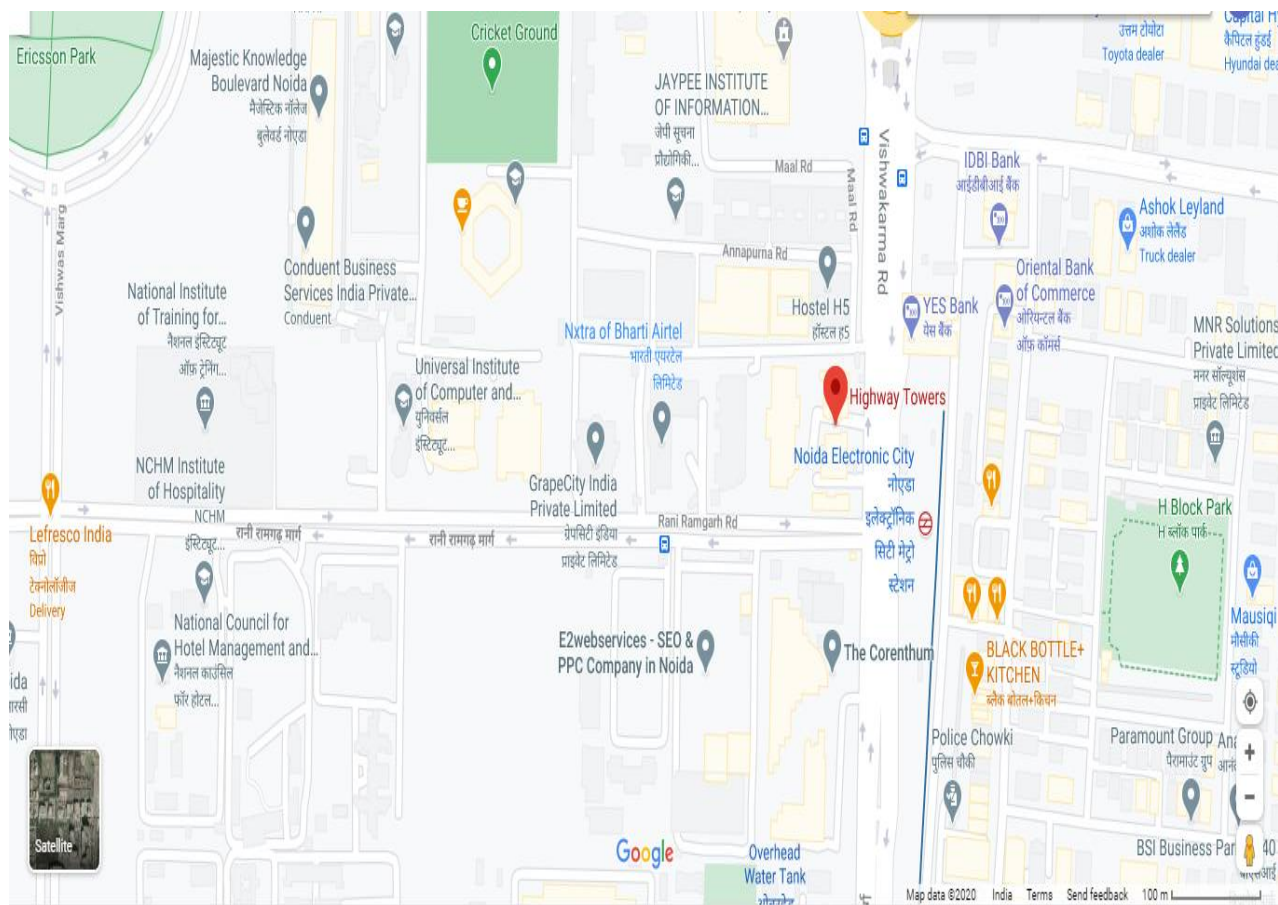 Ericsson Park
Majestic Knowledge
Boulevard Noida
मैजेस्टिक नॉलेज
बुलेवर्ड नोएडा
Cricket Ground
JAYPEE INSTITUTE
OF INFORMATION...
जेपी सूचना
प्रौद्योगिकी...
उत्तम टोयोटा
Toyota dealer
कैपिटल हुंडई
Vishwakarma Rd
Maal Rd
Maal Rd
IDBI Bank
आईडीबीआई बैंक
Ashok Leyland
अशोक लेलैंड
Truck dealer
Vishwas Marg
Conduent Business
Services India Private...
Conduent
Annapurna Rd
Hostel H5
हॉस्टल ह5
Oriental Bank
of Commerce
ओरियन्टल बैंक
ऑफ़ कॉमर्स
YES Bank
येस बैंक
National Institute
of Training for...
नैशनल इंस्टिट्यूट
ऑफ़ ट्रेनिंग...
Nxtra of Bharti Airtel
भारती एयरटेल
लिमिटेड
MNR Solutions
Private Limited
मनर सॉल्यूशंस
प्राइवेट लिमिटेड
Universal Institute
of Computer and...
युनिवर्सल
इंस्टिट्यूट...
Highway Towers
Noida Electronic City
नोएडा
इलेक्ट्रॉनिक
सिटी मेट्रो
स्टेशन
NCHM Institute
of Hospitality
NCHM
इंस्टिट्यूट...
GrapeCity India
Private Limited
ग्रेपसिटी इंडिया
प्राइवेट लिमिटेड
H Block Park
H ब्लॉक पार्क
Rani Ramgarh Rd
रानी रामगढ़ मार्ग
रानी रामगढ़ मार्ग
Lefresco India
विप्रो
टेक्नोलॉजीज
Delivery
National Council for
Hotel Management and...
नैशनल काउंसिल
फॉर होटल...
E2webservices - SEO &
PPC Company in Noida
The Corenthum
BLACK BOTTLE+
KITCHEN
ब्लैक बोतल+किचन
Mausiqi
मौसीकी
स्टूडियो
Police Chowki
पुलिस चौकी
Paramount Group
पैरामाउंट ग्रुप
Satellite
Google
Overhead
Water Tank
BSI Business
Map data ©2020 India Terms Send feedback 100 m